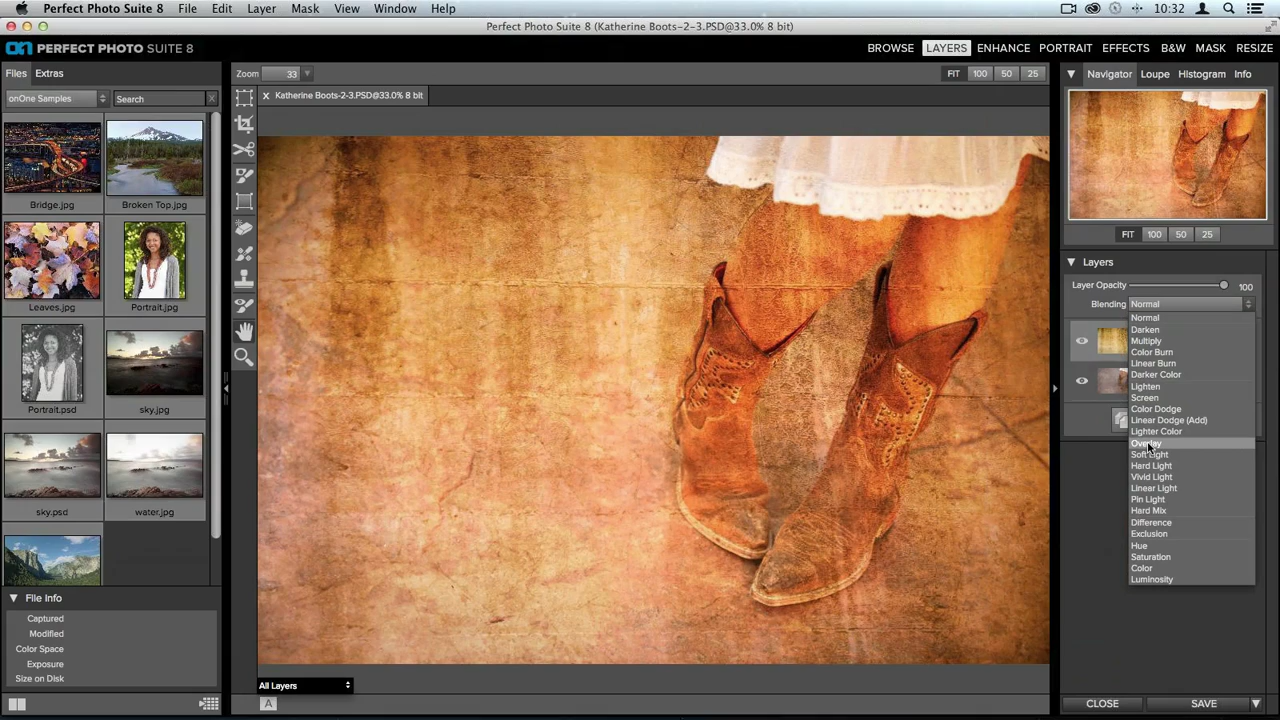 Perfect Photo Suite 8 File Edit Layer Mask View Window Help 10:32
Perfect Photo Suite 8 (Katherine Boots-2-3.PSD@33.0% 8 bit)
on PERFECT PHOTO SUITE 8 BROWSE LAYERS ENHANCE PORTRAIT EFFECTS B&W MASK RESIZE
Files Extras
Zoom 33
FIT 100 50 25
Navigator Loupe Histogram Info
onOne Samples Search X
X Katherine Boots-2-3.PSD@33.0% 8 bit
Bridge.jpg Broken Top.jpg
Leaves.jpg Portrait.jpg
Portrait.psd sky.jpg
sky.psd water.jpg
File Info
Captured
Modified
Color Space
Exposure
Size on Disk
All Layers
A
FIT 100 50 25
Layers
Layer Opacity 100
Blending Normal
Normal
Darken
Multiply
Color Burn
Linear Burn
Darker Color
Lighten
Screen
Color Dodge
Linear Dodge (Add)
Lighter Color
Overlay
Soft Light
Hard Light
Vivid Light
Linear Light
Pin Light
Hard Mix
Difference
Exclusion
Hue
Saturation
Color
Luminosity
CLOSE SAVE